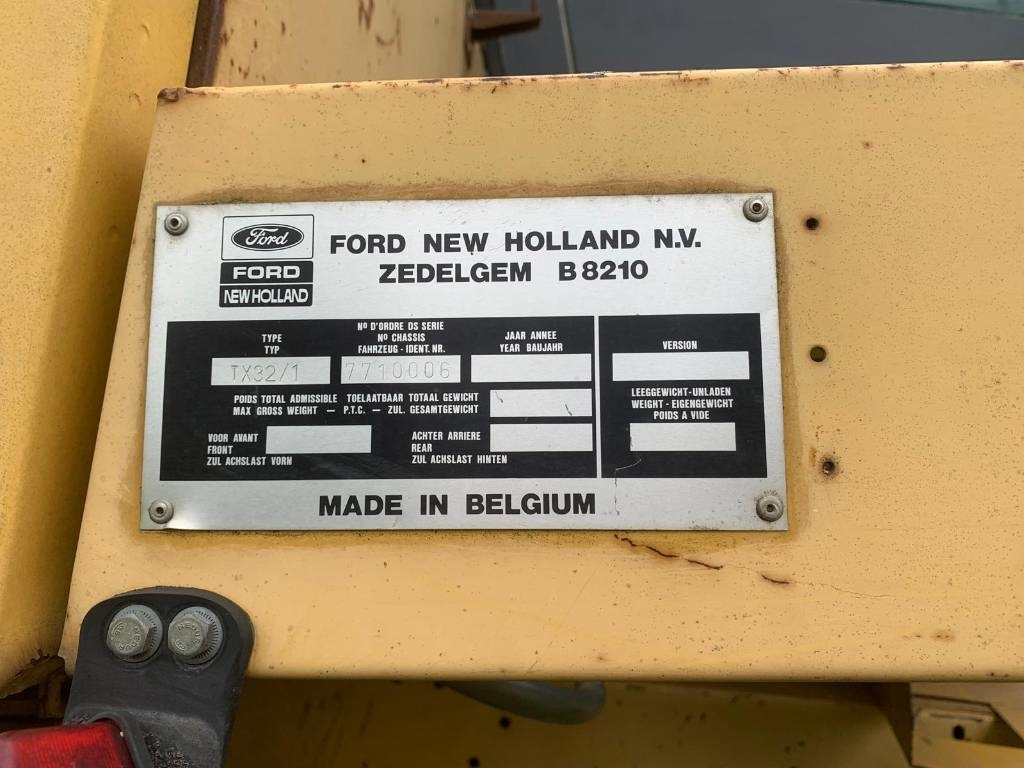 Ford
FORD
NEW HOLLAND
FORD NEW HOLLAND N.V.
ZEDELGEM B 8210
TYPE
TYP
TX32/1
Nº D'ORDRE DS SERIE
Nº CHASSIS
FAHRZEUG - IDENT. NR.
7710006
JAAR ANNEE
YEAR BAUJAHR
VERSION
POIDS TOTAL ADMISSIBLE TOELAATBAAR TOTAAL GEWICHT
MAX GROSS WEIGHT — P.T.C. — ZUL. GESAMTGEWICHT
LEEGGEWICHT-UNLADEN
WEIGHT - EIGENGEWICHT
POIDS A VIDE
VOOR AVANT
FRONT
ZUL ACHSLAST VORN
ACHTER ARRIERE
REAR
ZUL ACHSLAST HINTEN
MADE IN BELGIUM